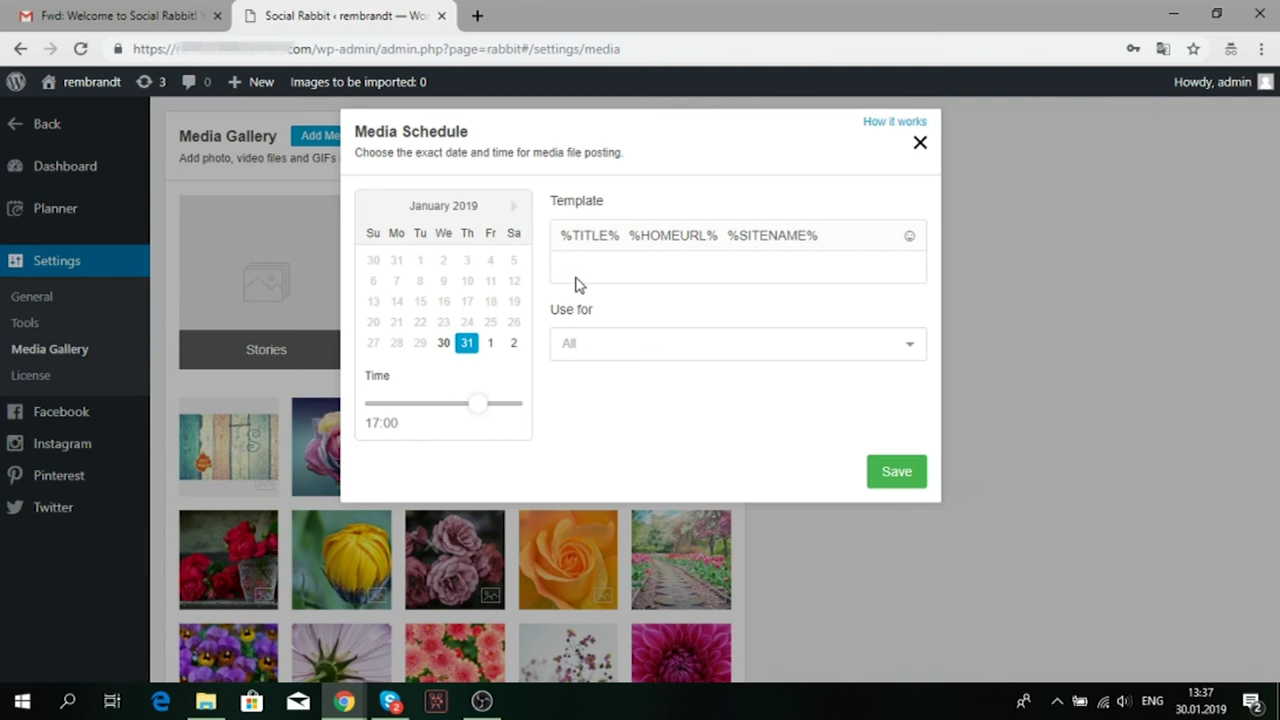 Fwd: Welcome to Social Rabbit!
Social Rabbit ‹ rembrandt — Wo
https://
.com/wp-admin/admin.php?page=rabbit#/settings/media
rembrandt
3
0
New
Images to be imported: 0
Howdy, admin
Back
Dashboard
Planner
Settings
General
Tools
Media Gallery
License
Facebook
Instagram
Pinterest
Twitter
Media Gallery
Add Me
Add photo, video files and GIFs
Stories
Media Schedule
How it works
Choose the exact date and time for media file posting.
January 2019
Su Mo Tu We Th Fr Sa
30 31 1 2 3 4 5
6 7 8 9 10 11 12
13 14 15 16 17 18 19
20 21 22 23 24 25 26
27 28 29 30 31 1 2
Time
17:00
Template
%TITLE% %HOMEURL% %SITENAME%
Use for
All
Save
2
ENG
13:37
30.01.2019
2